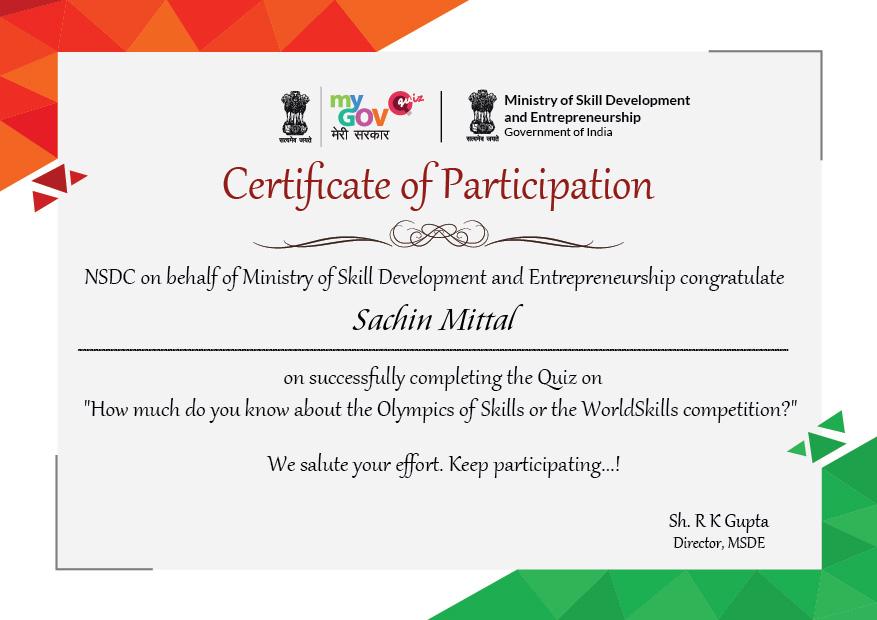 सत्यमेव जयते
my
GOV
quiz
मेरी सरकार
सत्यमेव जयते
Ministry of Skill Development
and Entrepreneurship
Government of India
Certificate of Participation
NSDC on behalf of Ministry of Skill Development and Entrepreneurship congratulate
Sachin Mittal
on successfully completing the Quiz on
"How much do you know about the Olympics of Skills or the WorldSkills competition?"
We salute your effort. Keep participating...!
Sh. R K Gupta
Director, MSDE